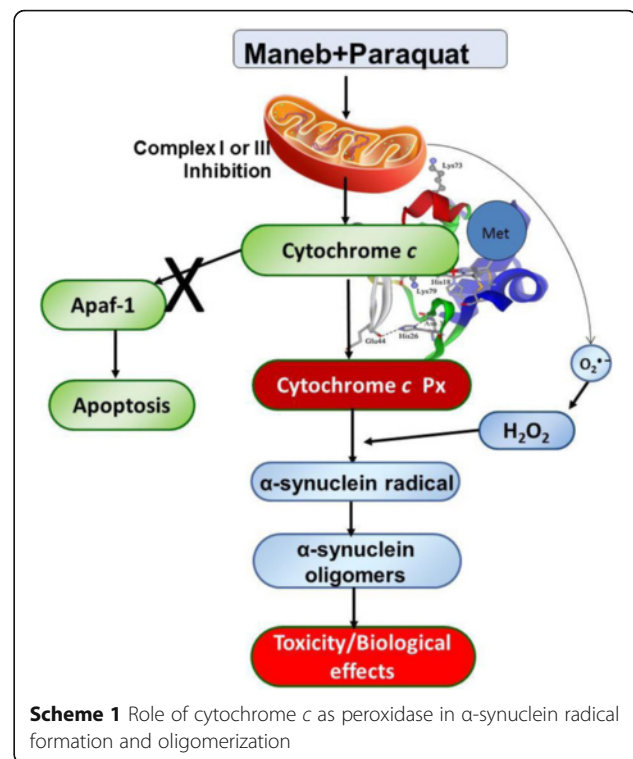 Maneb+Paraquat
Complex I or III
Inhibition
Lys73
Met
Cytochrome c
His18
Lys79
Glu44
His26
Apaf-1
X
O₂•−
Apoptosis
Cytochrome c Px
H₂O₂
α-synuclein radical
α-synuclein
oligomers
Toxicity/Biological
effects
Scheme 1 Role of cytochrome c as peroxidase in α-synuclein radical
formation and oligomerization